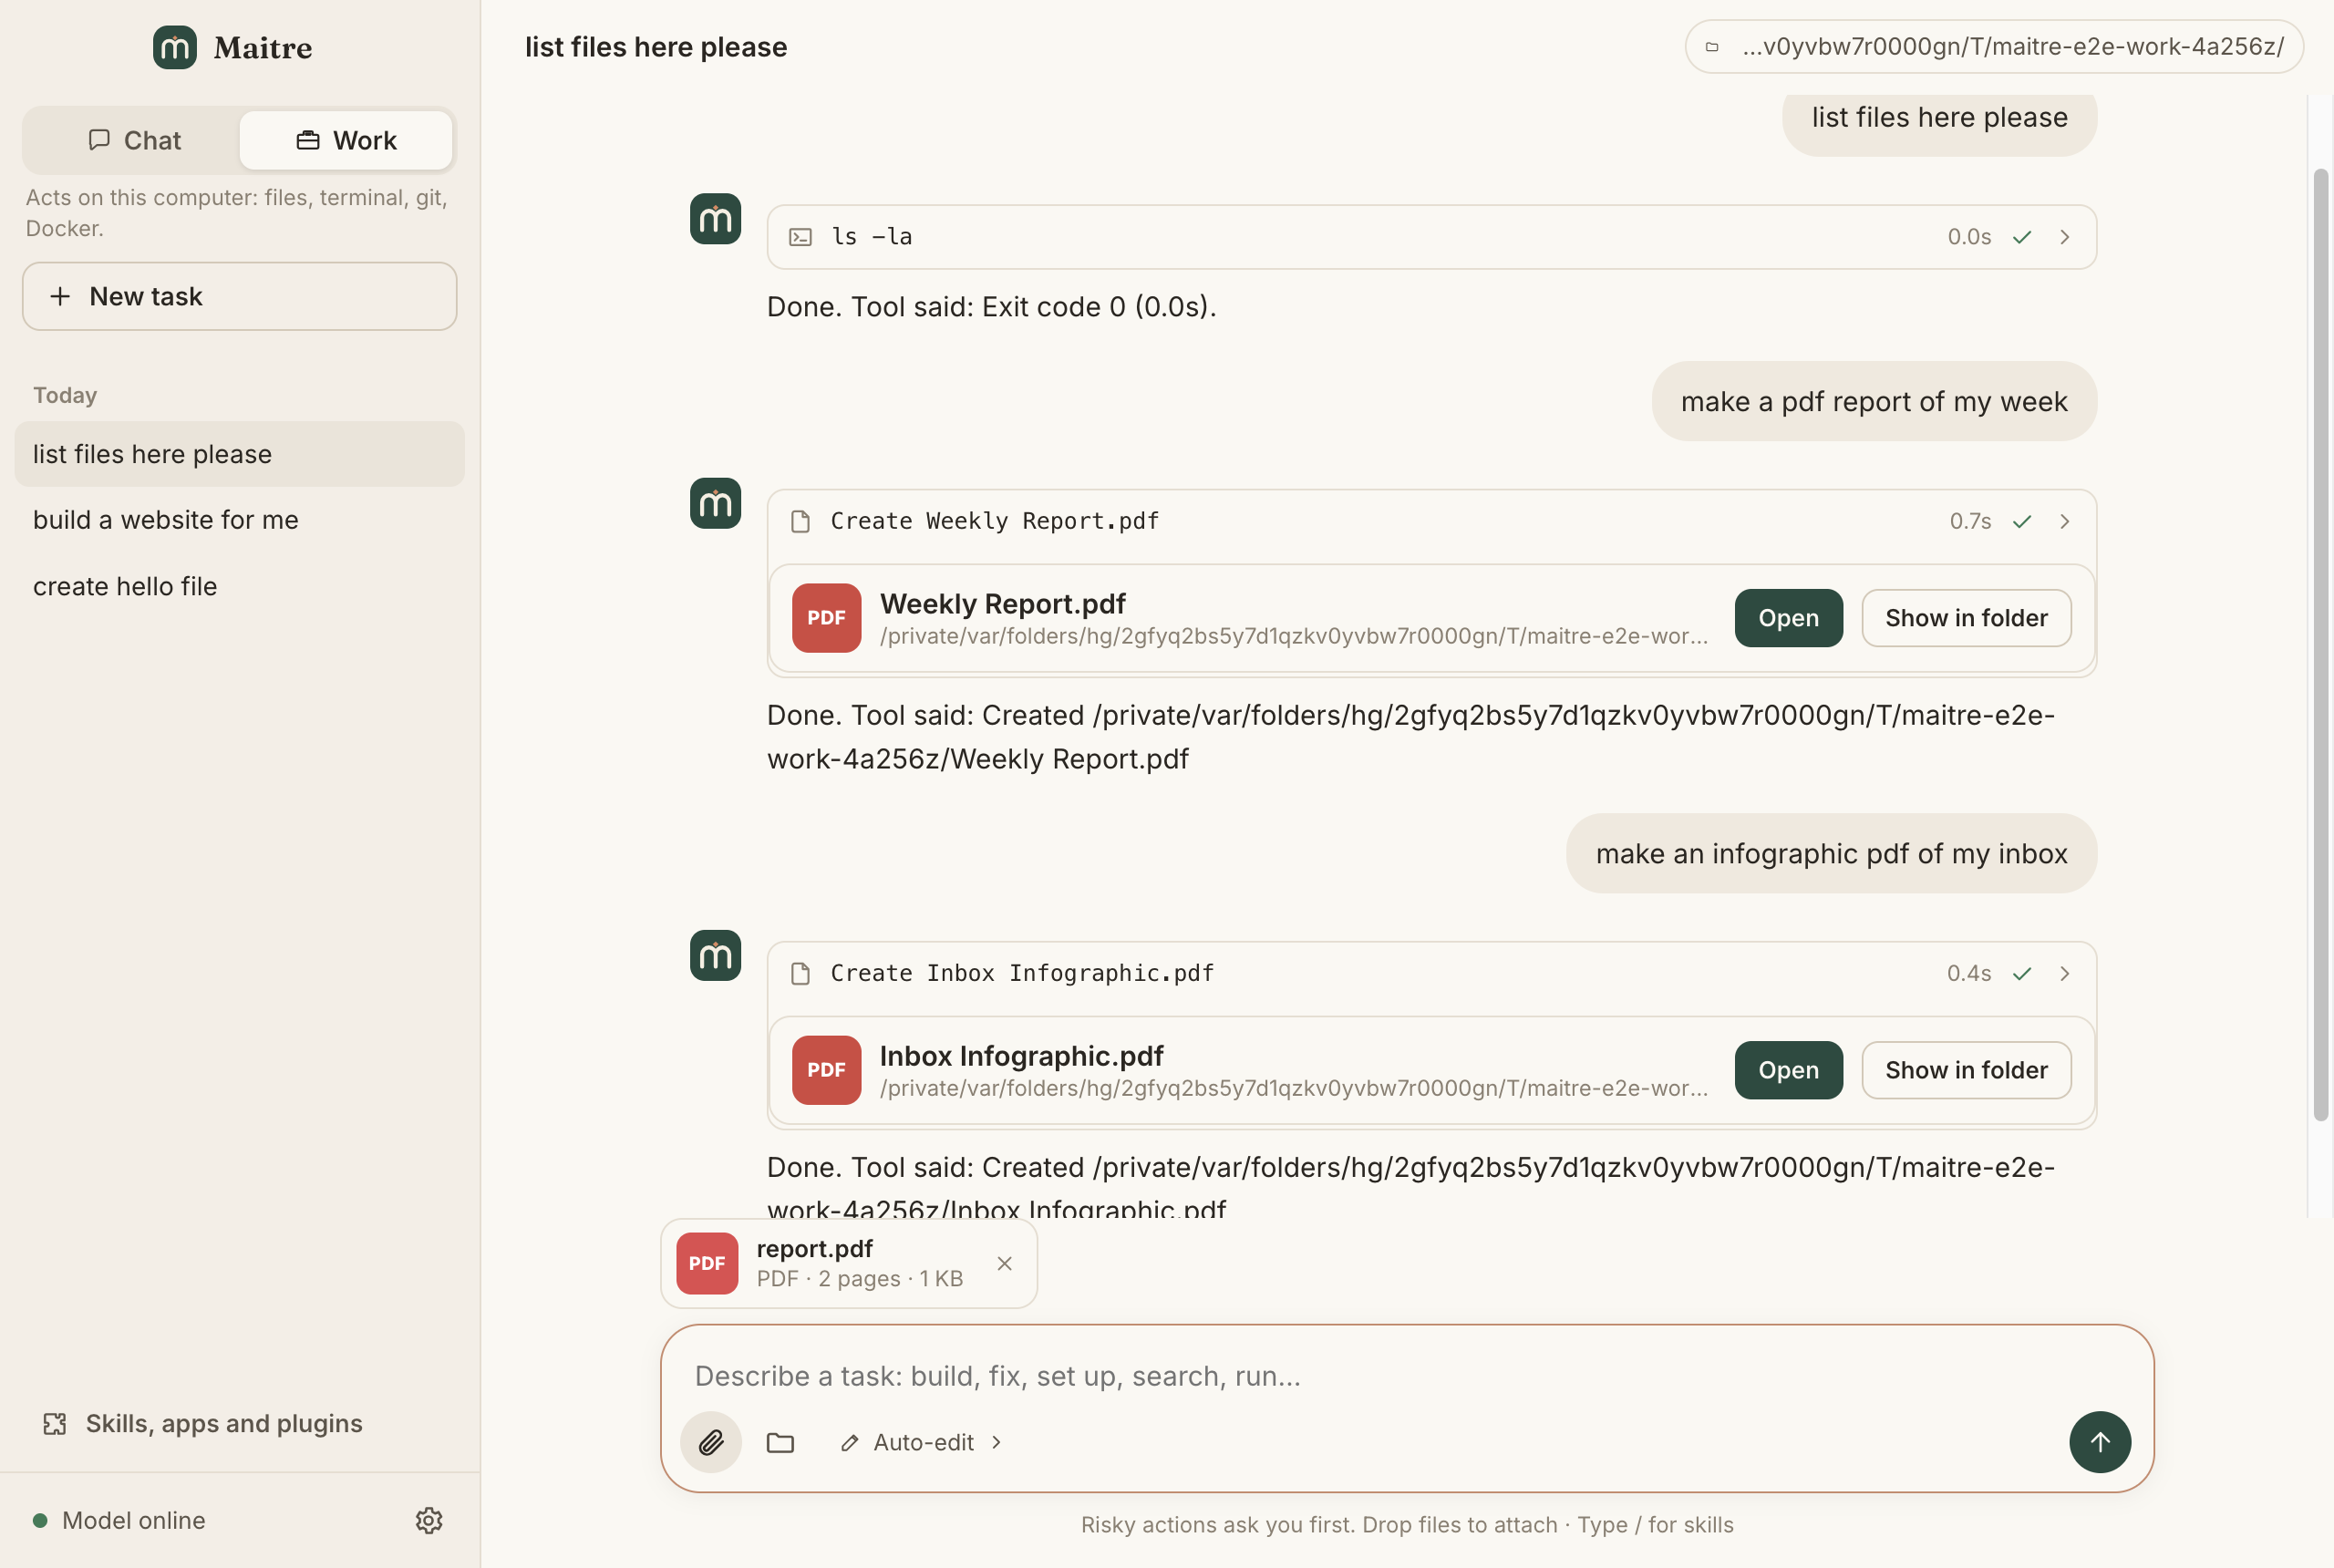 Maitre
Chat
Work
Acts on this computer: files, terminal, git,
Docker.
New task
Today
list files here please
build a website for me
create hello file
Skills, apps and plugins
Model online
list files here please
...v0yvbw7r0000gn/T/maitre-e2e-work-4a256z/
list files here please
ls -la
0.0s
Done. Tool said: Exit code 0 (0.0s).
make a pdf report of my week
Create Weekly Report.pdf
0.7s
PDF
Weekly Report.pdf
/private/var/folders/hg/2gfyq2bs5y7d1qzkv0yvbw7r0000gn/T/maitre-e2e-wor...
Open
Show in folder
Done. Tool said: Created /private/var/folders/hg/2gfyq2bs5y7d1qzkv0yvbw7r0000gn/T/maitre-e2e-
work-4a256z/Weekly Report.pdf
make an infographic pdf of my inbox
Create Inbox Infographic.pdf
0.4s
PDF
Inbox Infographic.pdf
/private/var/folders/hg/2gfyq2bs5y7d1qzkv0yvbw7r0000gn/T/maitre-e2e-wor...
Open
Show in folder
Done. Tool said: Created /private/var/folders/hg/2gfyq2bs5y7d1qzkv0yvbw7r0000gn/T/maitre-e2e-
work-4a256z/Inbox Infographic.pdf
PDF
report.pdf
PDF · 2 pages · 1 KB
Describe a task: build, fix, set up, search, run...
Auto-edit
Risky actions ask you first. Drop files to attach · Type / for skills